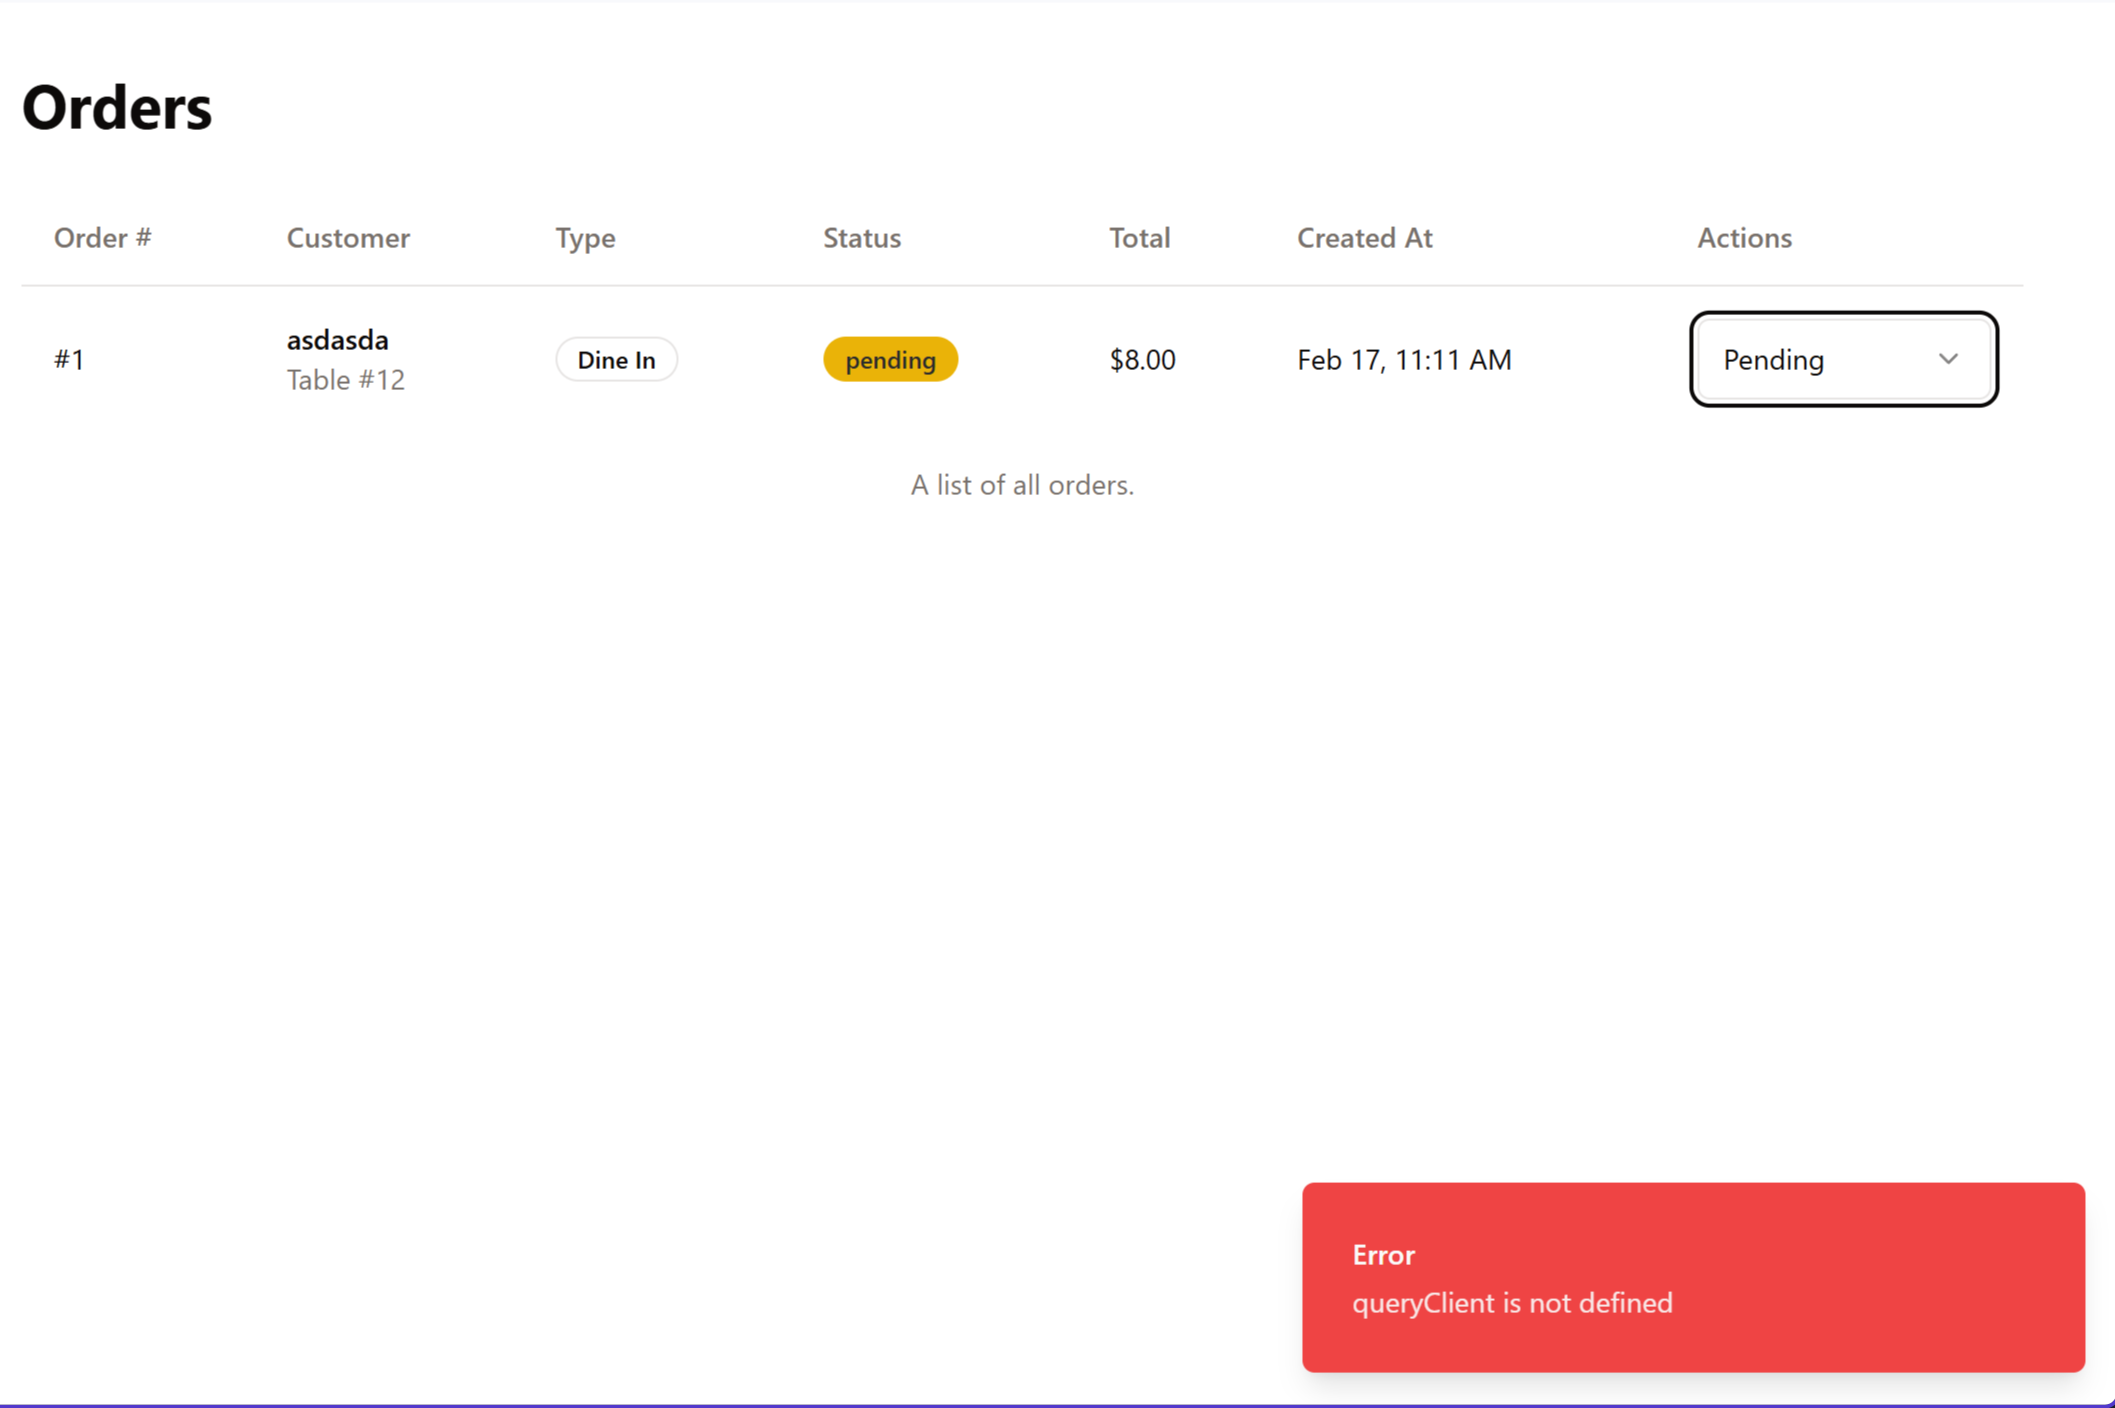 Orders
Order # Customer Type Status Total Created At Actions
#1 asdasda Dine In pending $8.00 Feb 17, 11:11 AM Pending
Table #12
A list of all orders.
Error
queryClient is not defined